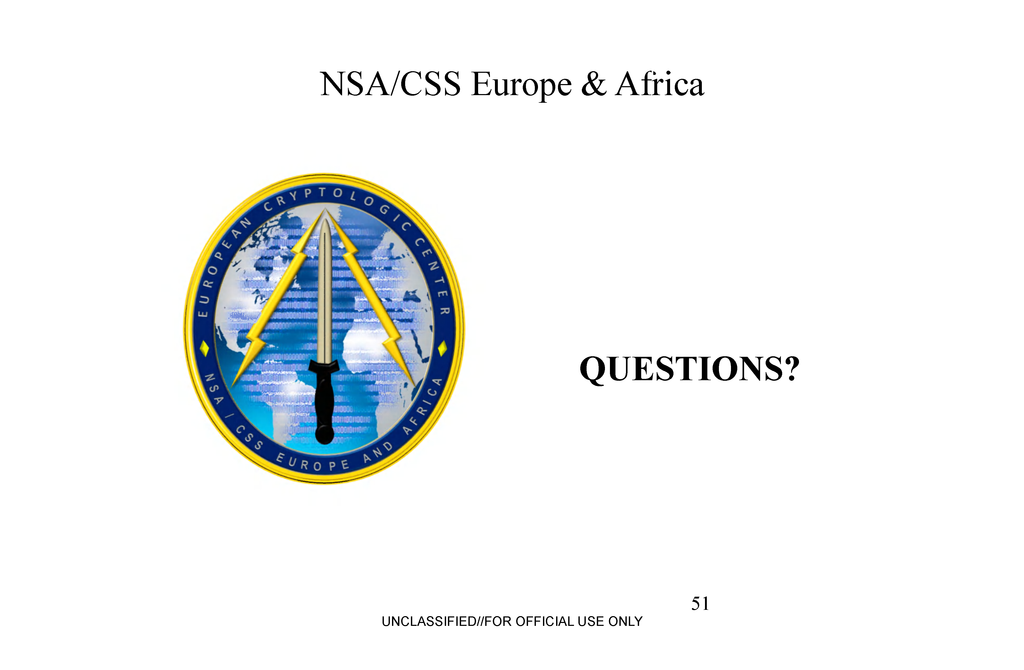 NSA/CSS Europe & Africa
EUROPEAN CRYPTOLOGIC CENTER
NSA / CSS EUROPE AND AFRICA
QUESTIONS?
51
UNCLASSIFIED//FOR OFFICIAL USE ONLY